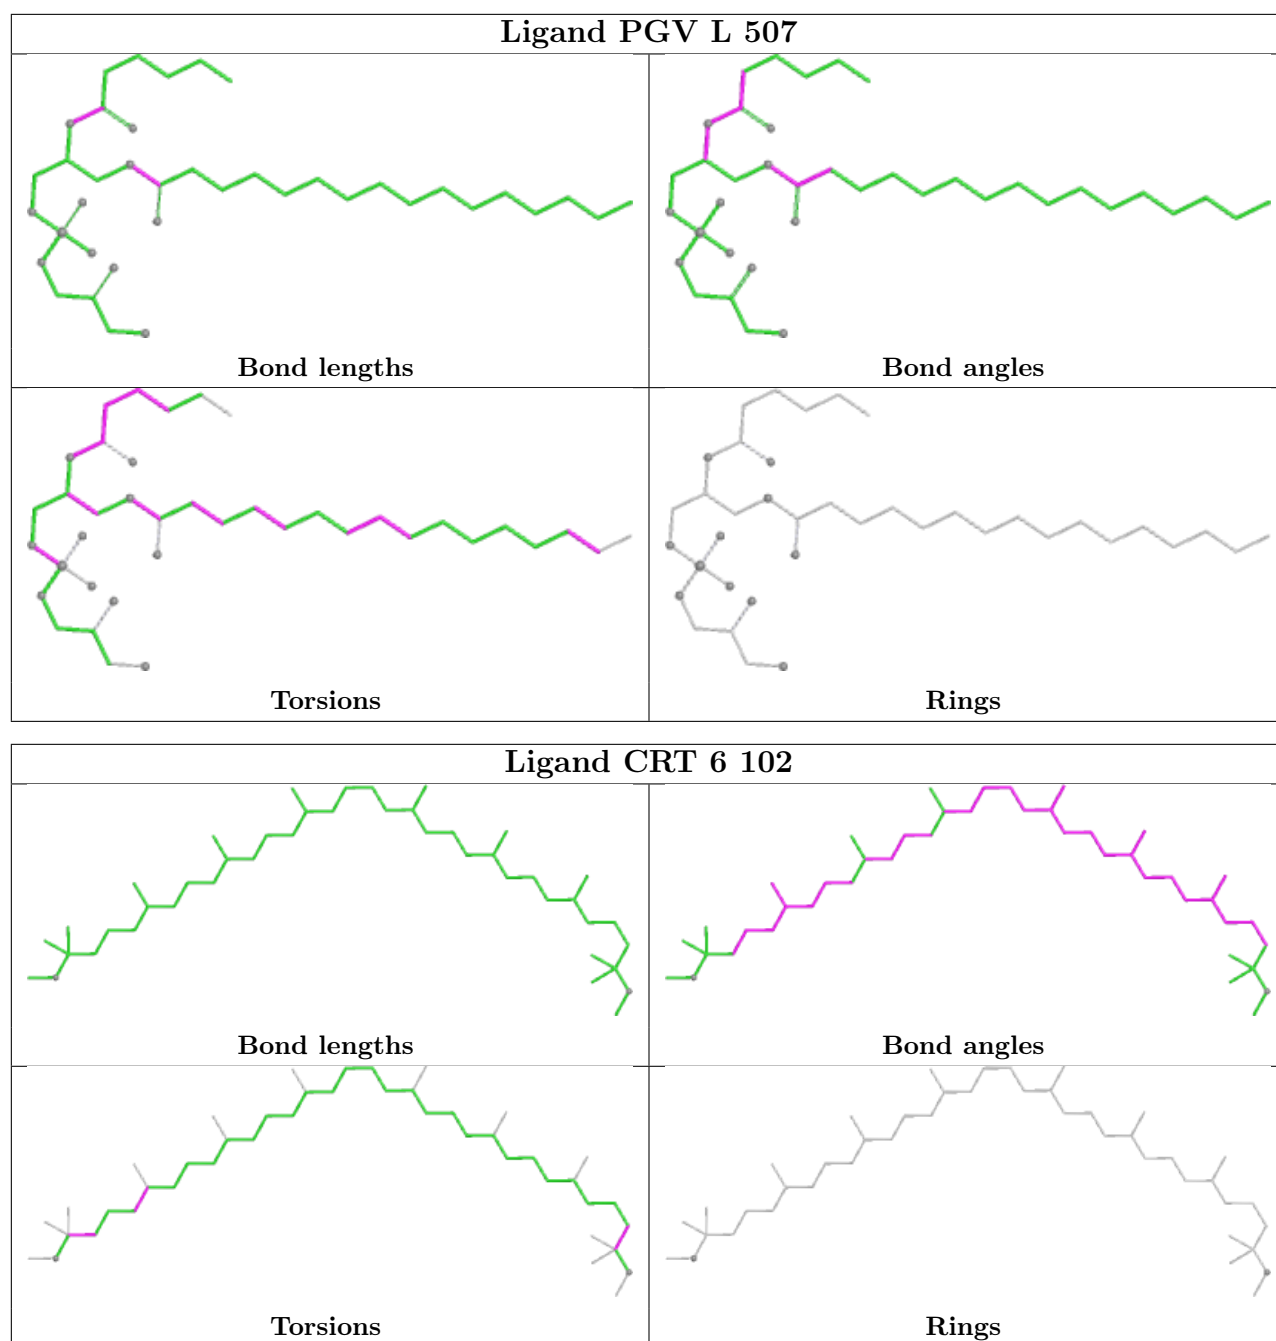 Ligand PGV L 507
Bond lengths
Bond angles
Torsions
Rings
Ligand CRT 6 102
Bond lengths
Bond angles
Torsions
Rings